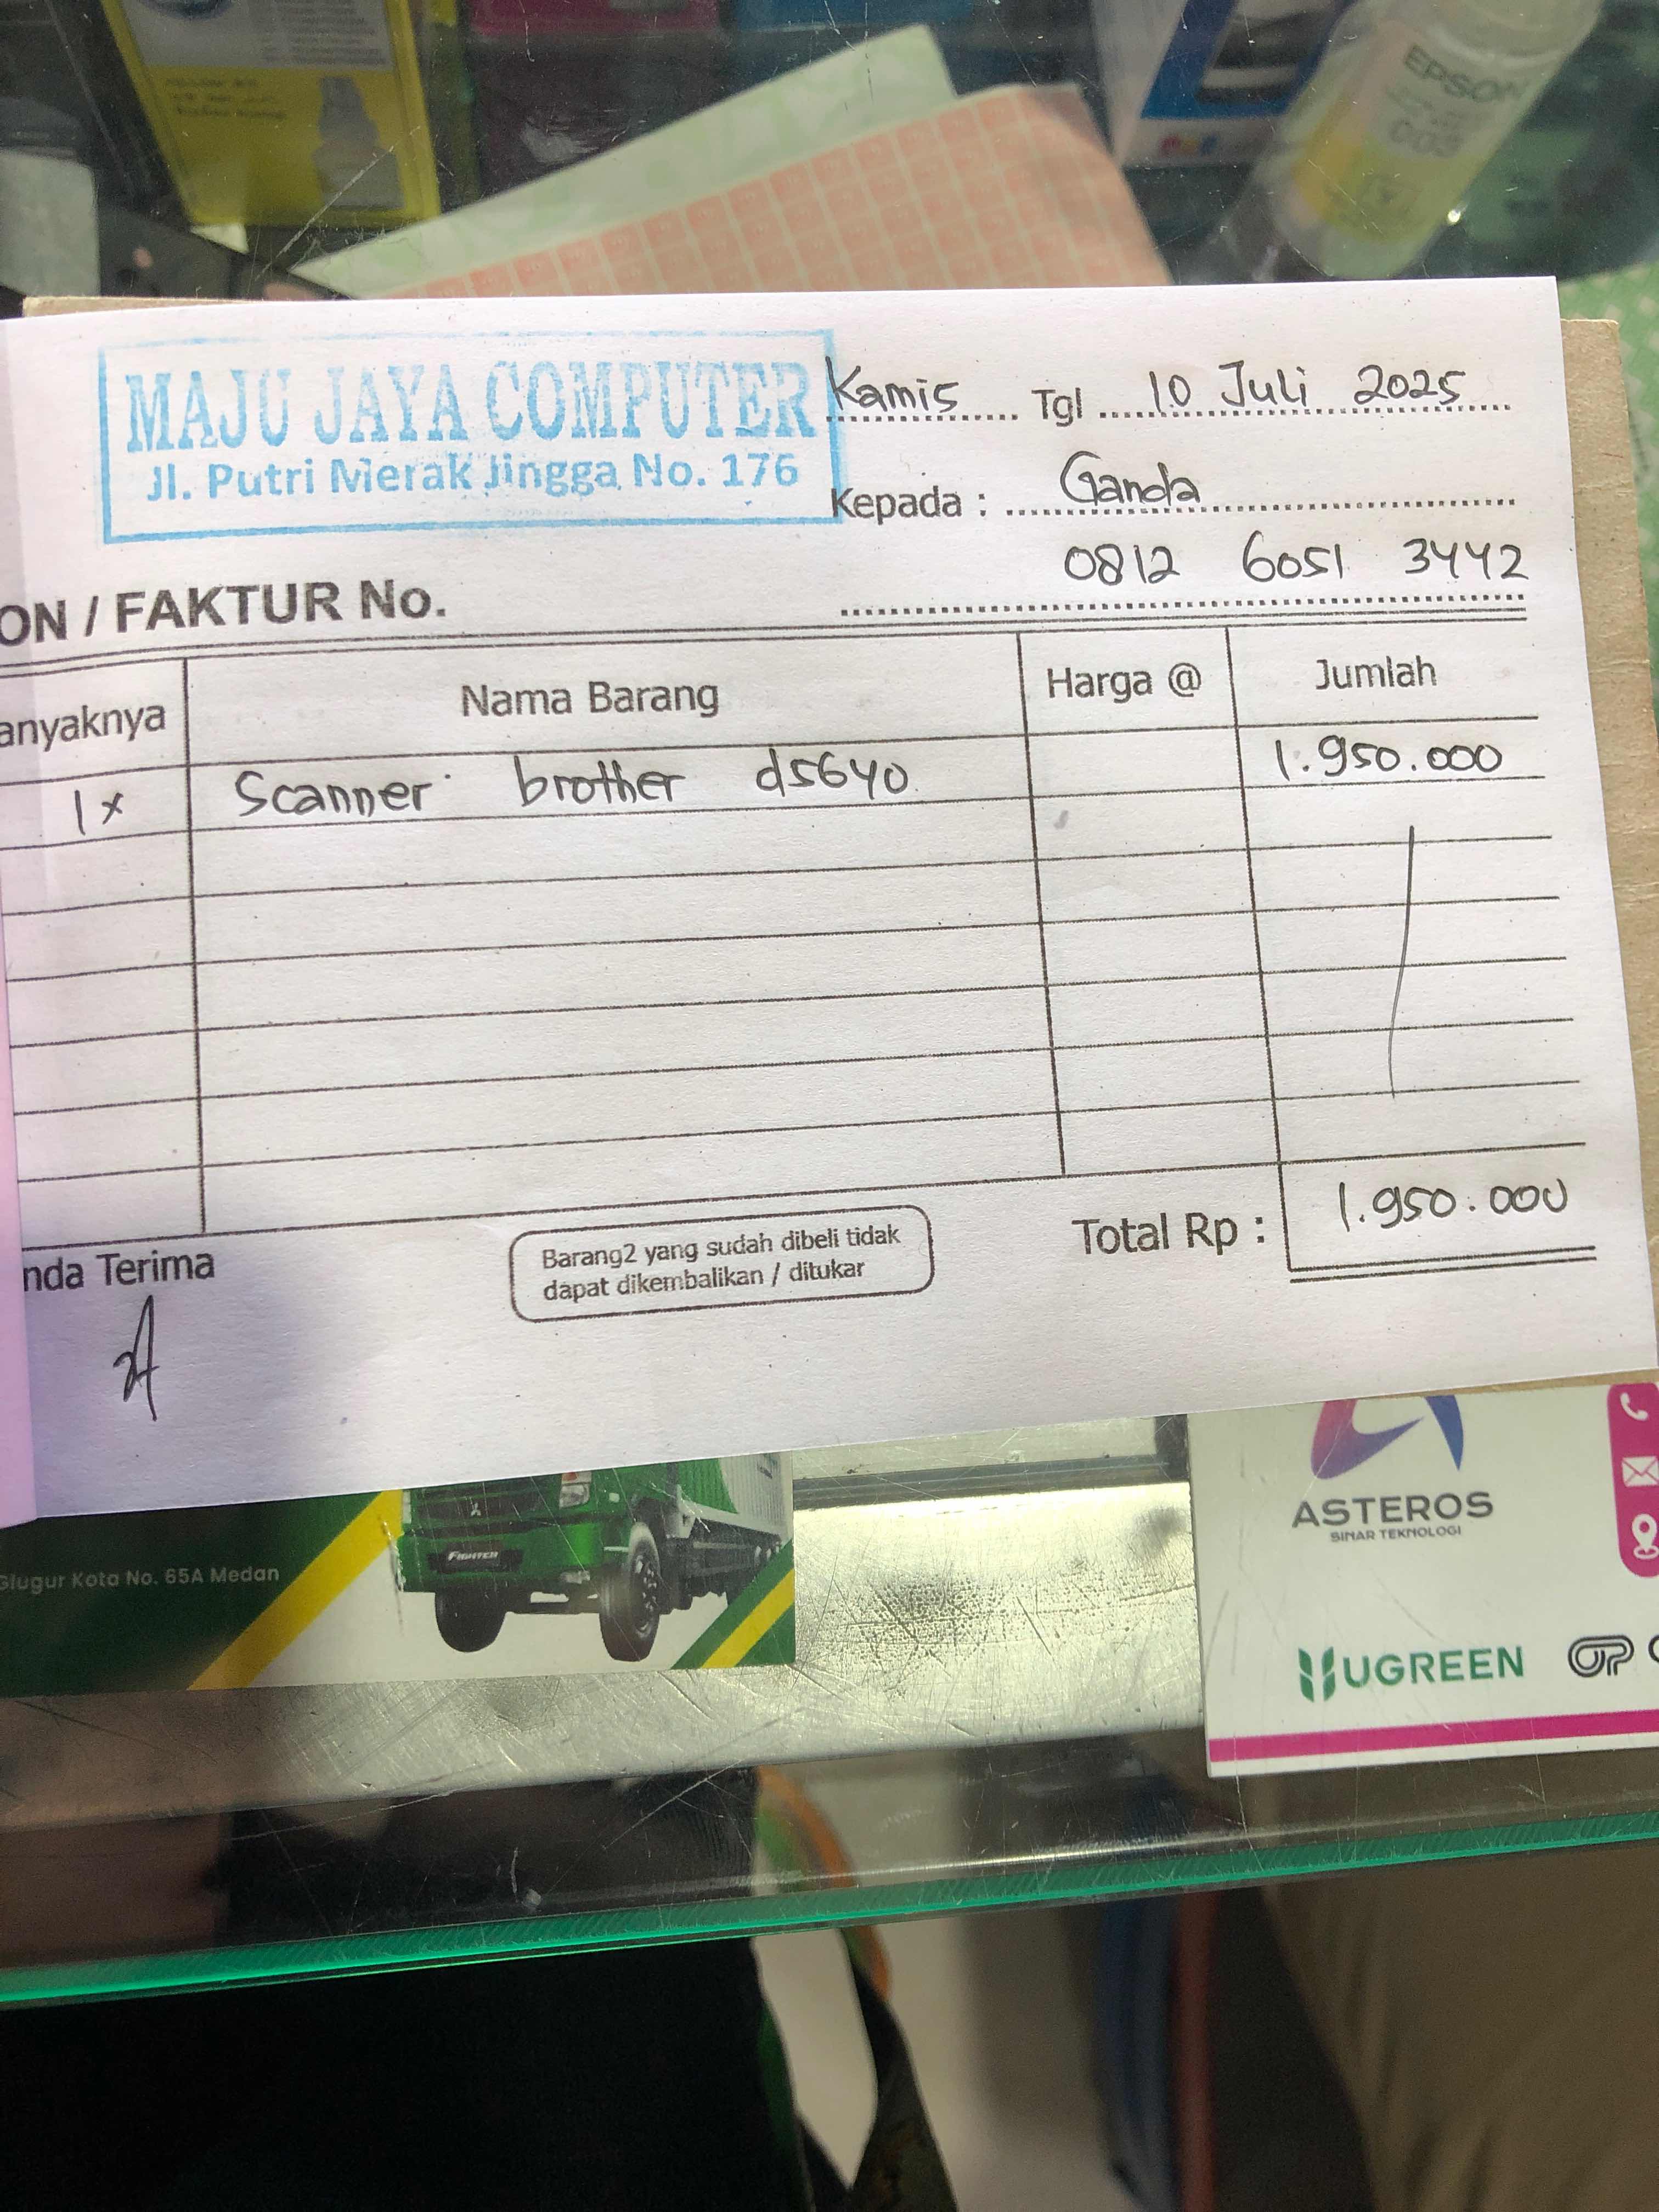 EPSON
003
MAJU JAYA COMPUTER
Jl. Putri Merak Jingga No. 176
Kamis Tgl 10 Juli 2025
Kepada : Ganda
0812 6051 3442
ON / FAKTUR No.
anyaknya Nama Barang Harga @ Jumlah
1x Scanner brother ds640 1.950.000
Total Rp : 1.950.000
nda Terima
Barang2 yang sudah dibeli tidak
dapat dikembalikan / ditukar
FIGHTER
Glugur Kota No. 65A Medan
ASTEROS
SINAR TEKNOLOGI
UGREEN